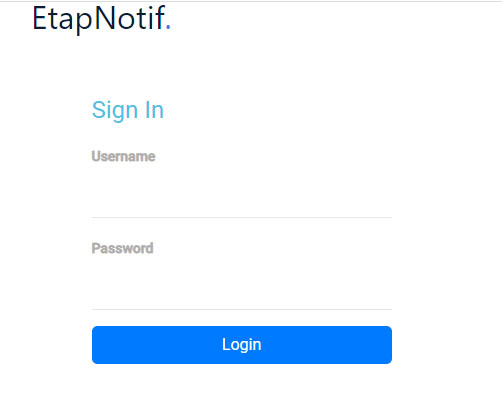 EtapNotif.
Sign In
Username
Password
Login